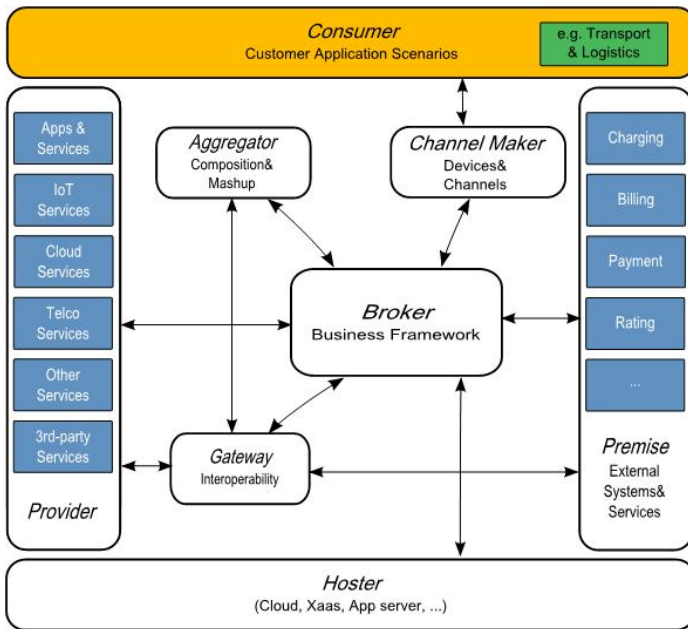 Consumer
Customer Application Scenarios
e.g. Transport
& Logistics
Apps &
Services
IoT
Services
Cloud
Services
Telco
Services
Other
Services
3rd-party
Services
Provider
Aggregator
Composition&
Mashup
Channel Maker
Devices&
Channels
Broker
Business Framework
Gateway
Interoperability
Charging
Billing
Payment
Rating
...
Premise
External
Systems&
Services
Hoster
(Cloud, Xaas, App server, ...)